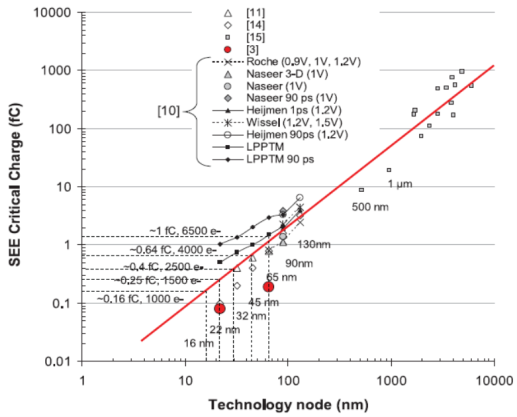 10000
1000
100
10
1
0.1
0.01
SEE Critical Charge (fC)
[11]
[14]
[15]
[3]
[10]
Roche (0.9V, 1V, 1.2V)
Naseer 3-D (1V)
Naseer (1V)
Naseer 90 ps (1V)
Heijmen 1ps (1.2V)
Wissel (1.2V, 1.5V)
Heijmen 90ps (1.2V)
LPPTM
LPPTM 90 ps
1 µm
500 nm
~1 fC, 6500 e-
~0.64 fC, 4000 e-
~0.4 fC, 2500 e-
~0.25 fC, 1500 e-
~0.16 fC, 1000 e-
130nm
90nm
65 nm
45 nm
32 nm
22 nm
16 nm
1
10
100
1000
10000
Technology node (nm)